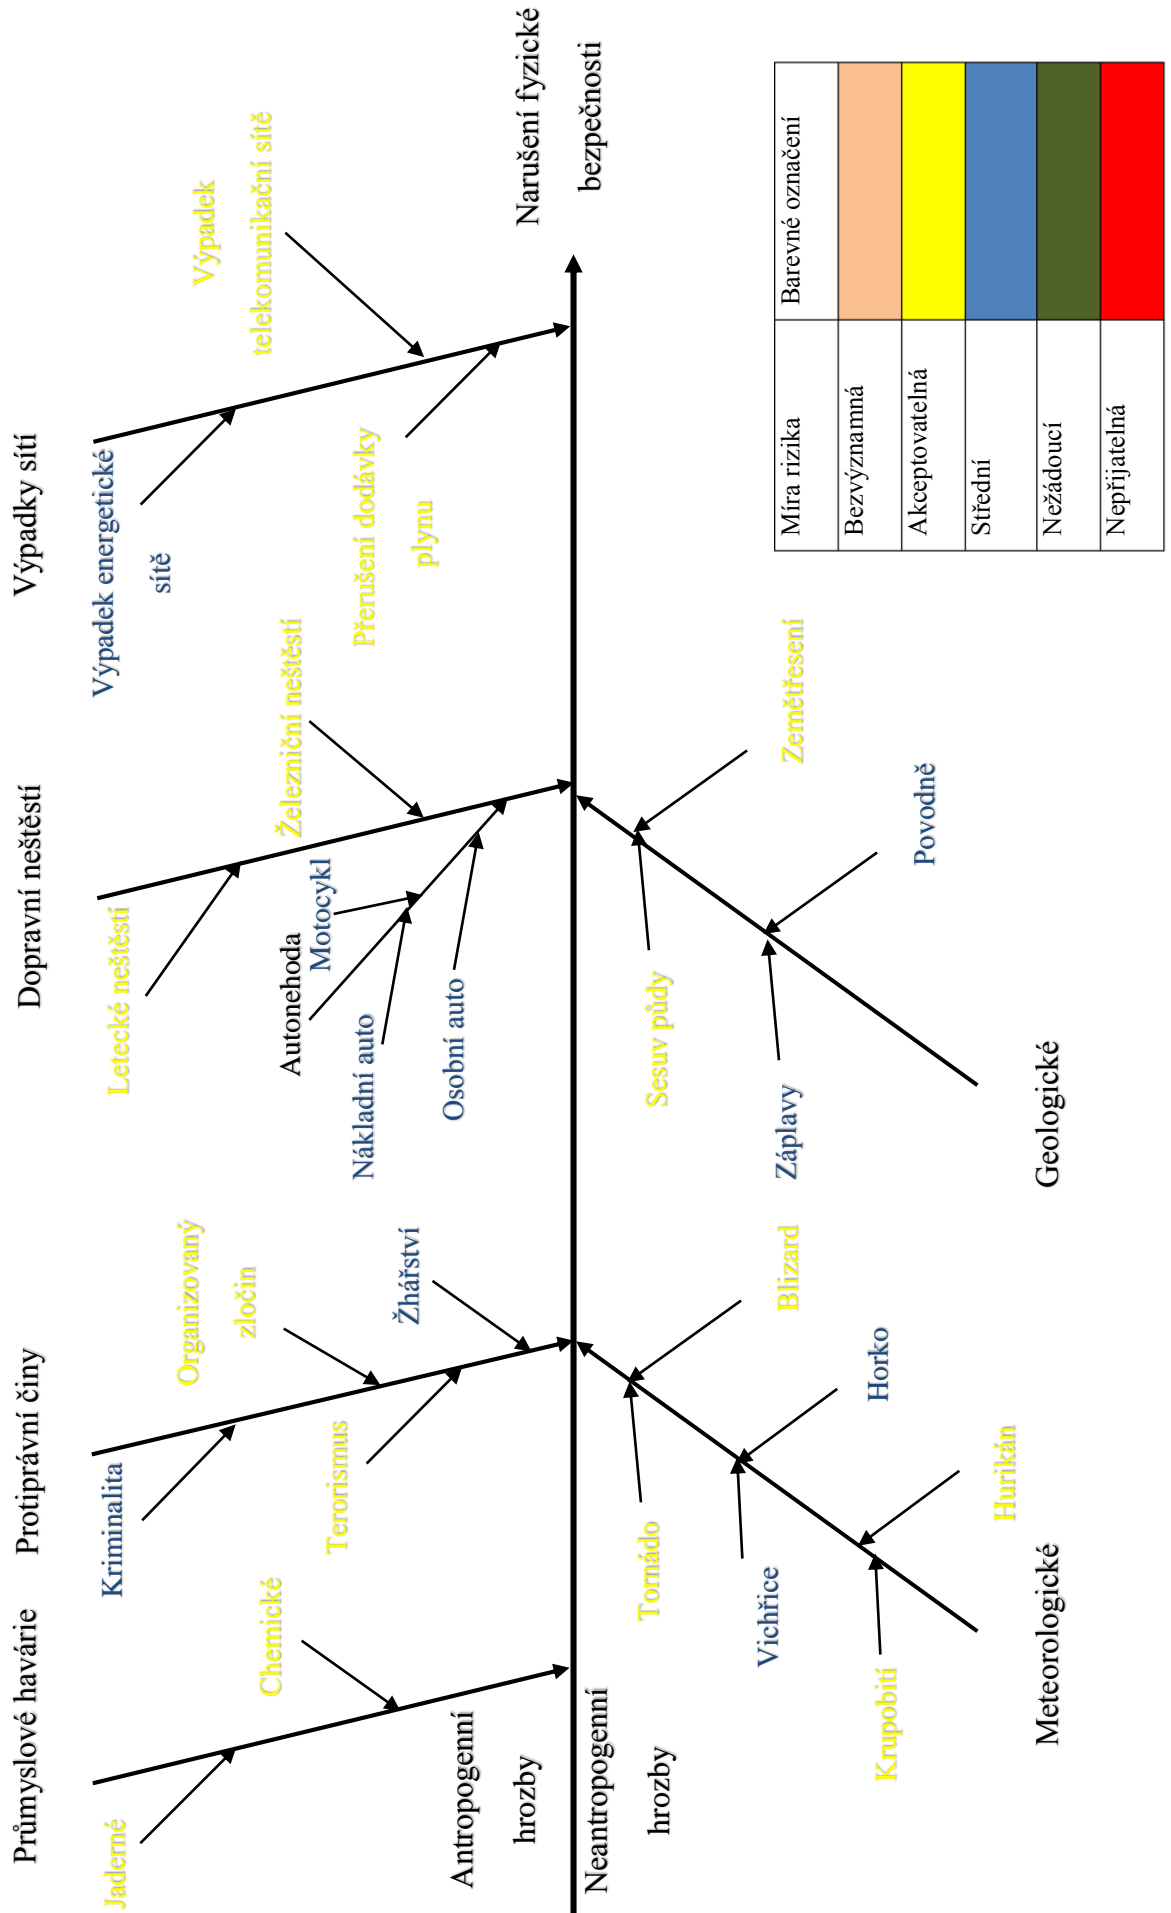 Průmyslové havárie
Protiprávní činy
Dopravní neštěstí
Výpadky sítí
Jaderné
Chemické
Kriminalita
Organizovaný
zločin
Terorismus
Žhářství
Letecké neštěstí
Železniční neštěstí
Autonehoda
Motocykl
Nákladní auto
Osobní auto
Výpadek energetické
sítě
Výpadek
telekomunikační sítě
Přerušení dodávky
plynu
Antropogenní
hrozby
Narušení fyzické
bezpečnosti
Neantropogenní
hrozby
Tornádo
Blizard
Vichřice
Horko
Krupobití
Hurikán
Meteorologické
Sesuv půdy
Zemětřesení
Záplavy
Povodně
Geologické
Míra rizika Barevné označení
Bezvýznamná
Akceptovatelná
Střední
Nežádoucí
Nepřijatelná